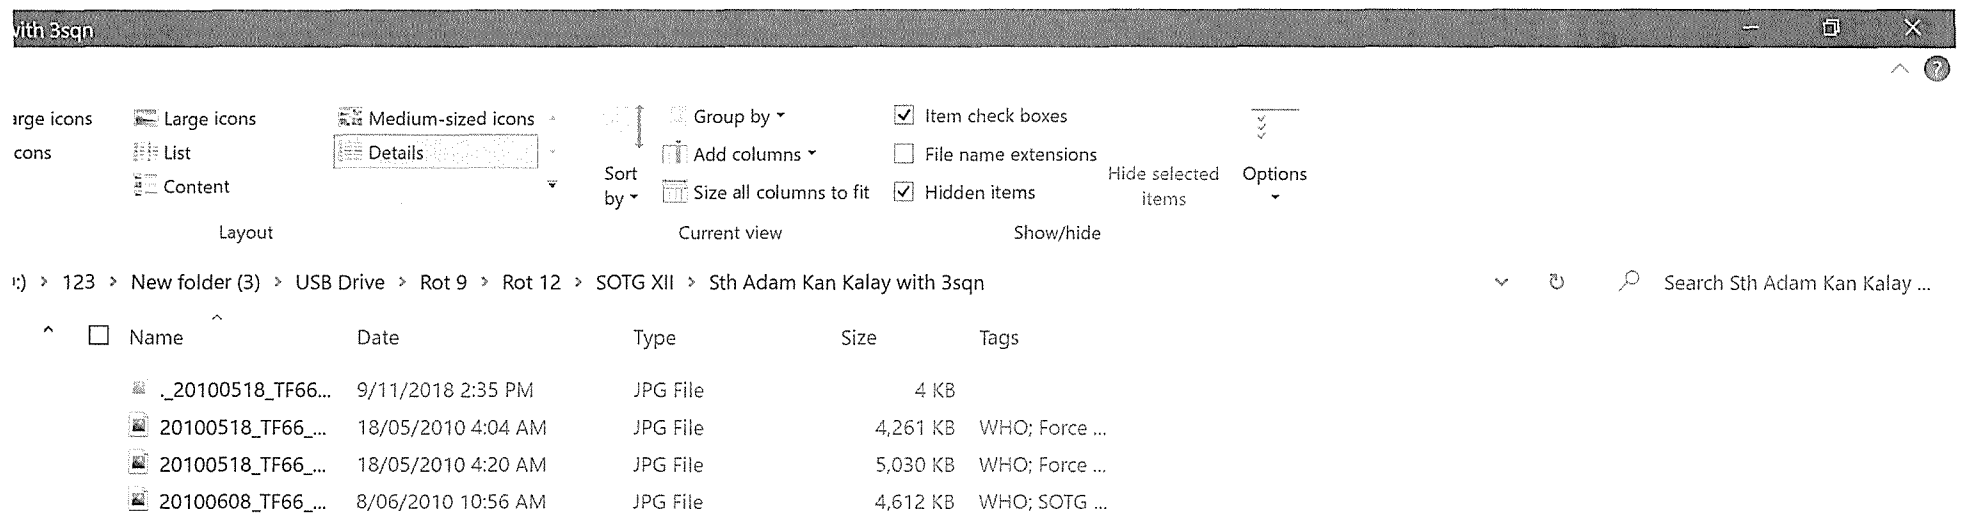 with 3sqn
arge icons Large icons Medium-sized icons Group by Item check boxes
cons List Details Add columns File name extensions
Content Sort by Size all columns to fit Hidden items Hide selected items Options
Layout Current view Show/hide
:) > 123 > New folder (3) > USB Drive > Rot 9 > Rot 12 > SOTG XII > Sth Adam Kan Kalay with 3sqn Search Sth Adam Kan Kalay ...
Name Date Type Size Tags
._20100518_TF66... 9/11/2018 2:35 PM JPG File 4 KB
20100518_TF66_... 18/05/2010 4:04 AM JPG File 4,261 KB WHO; Force ...
20100518_TF66_... 18/05/2010 4:20 AM JPG File 5,030 KB WHO; Force ...
20100608_TF66_... 8/06/2010 10:56 AM JPG File 4,612 KB WHO; SOTG ...